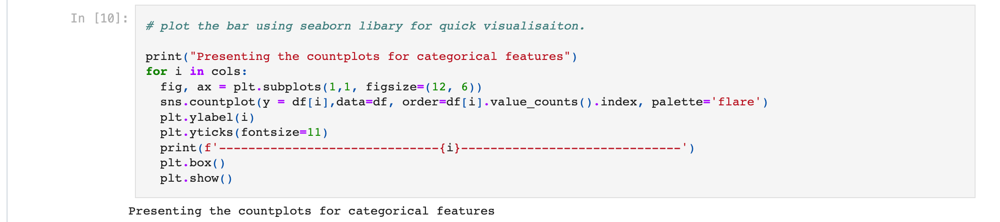 In [10]:
# plot the bar using seaborn libary for quick visualisaiton.
print("Presenting the countplots for categorical features")
for i in cols:
  fig, ax = plt.subplots(1,1, figsize=(12, 6))
  sns.countplot(y = df[i],data=df, order=df[i].value_counts().index, palette='flare')
  plt.ylabel(i)
  plt.yticks(fontsize=11)
  print(f'------------------------------{i}------------------------------')
  plt.box()
  plt.show()
Presenting the countplots for categorical features